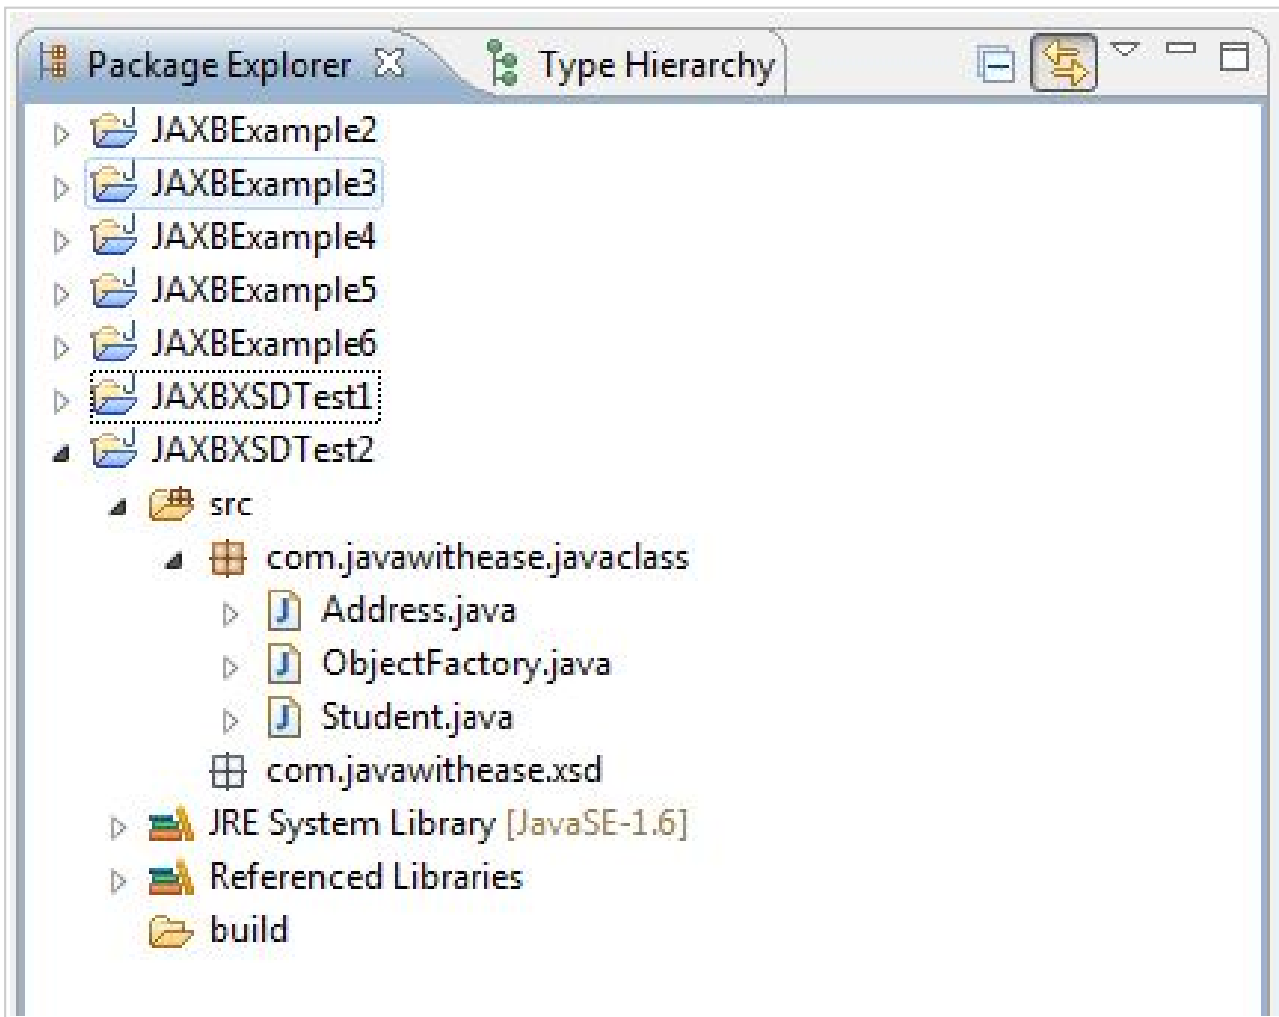 Package Explorer Type Hierarchy
JAXBExample2
JAXBExample3
JAXBExample4
JAXBExample5
JAXBExample6
JAXBXSDTest1
JAXBXSDTest2
src
com.javawithease.javaclass
Address.java
ObjectFactory.java
Student.java
com.javawithease.xsd
JRE System Library [JavaSE-1.6]
Referenced Libraries
build